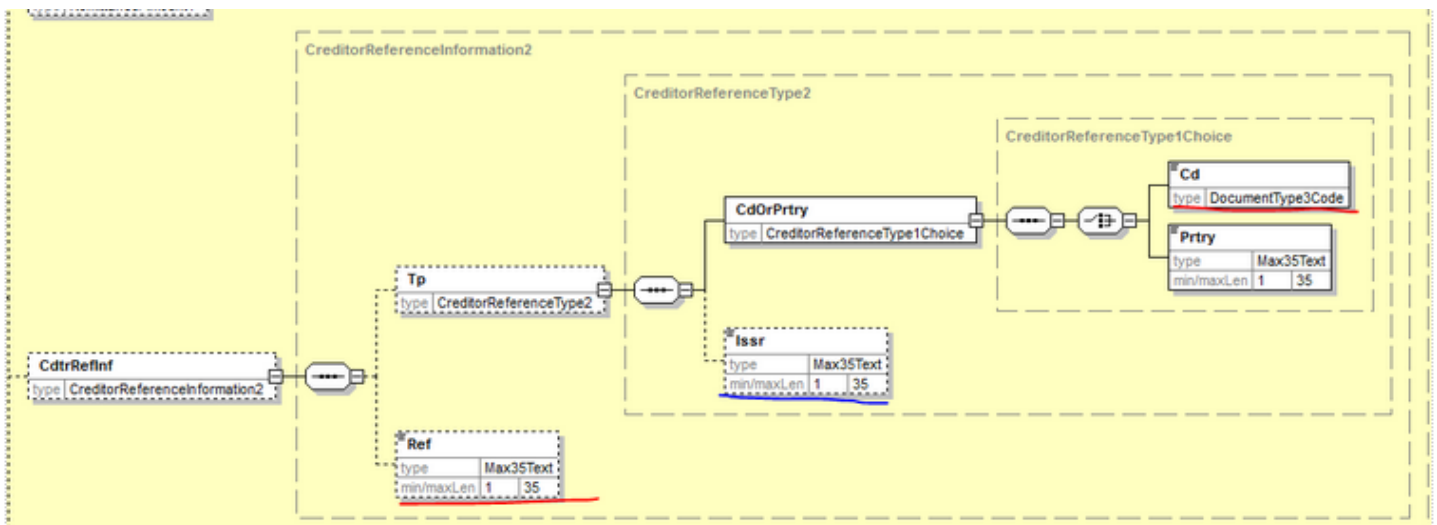 CreditorReferenceInformation2
CreditorReferenceType2
CreditorReferenceType1Choice
Cd
type DocumentType3Code
CdOrPrtry
type CreditorReferenceType1Choice
Prtry
type Max35Text
min/maxLen 1 35
Tp
type CreditorReferenceType2
Issr
type Max35Text
min/maxLen 1 35
CdtrRefInf
type CreditorReferenceInformation2
Ref
type Max35Text
min/maxLen 1 35